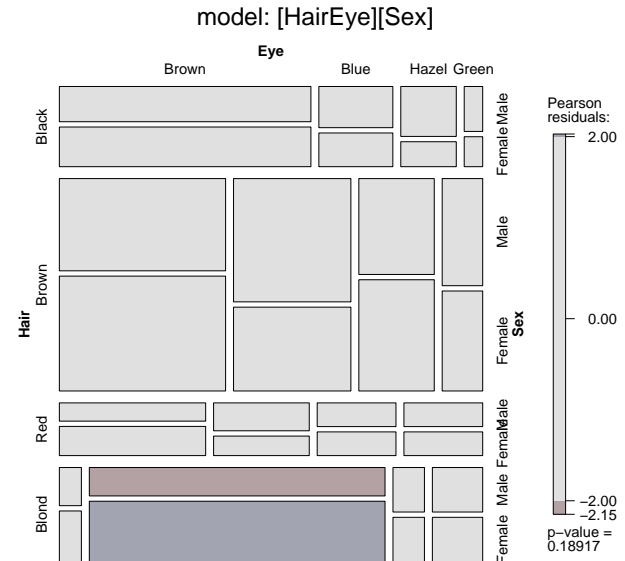 model: [HairEye][Sex]
Eye
Brown Blue Hazel Green
Hair
Black
Brown
Red
Blond
Sex
Male
Female
Male
Female
Male
Female
Male
Female
Pearson
residuals:
2.00
0.00
−2.00
−2.15
p−value =
0.18917